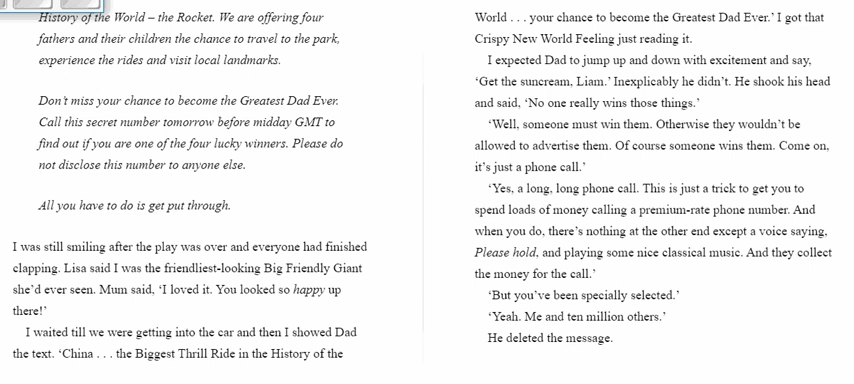 History of the World – the Rocket. We are offering four
fathers and their children the chance to travel to the park,
experience the rides and visit local landmarks.
Don't miss your chance to become the Greatest Dad Ever.
Call this secret number tomorrow before midday GMT to
find out if you are one of the four lucky winners. Please do
not disclose this number to anyone else.
All you have to do is get put through.
I was still smiling after the play was over and everyone had finished
clapping. Lisa said I was the friendliest-looking Big Friendly Giant
she'd ever seen. Mum said, ‘I loved it. You looked so happy up
there!’
I waited till we were getting into the car and then I showed Dad
the text. ‘China . . . the Biggest Thrill Ride in the History of the
World . . . your chance to become the Greatest Dad Ever.’ I got that
Crispy New World Feeling just reading it.
I expected Dad to jump up and down with excitement and say,
‘Get the suncream, Liam.’ Inexplicably he didn't. He shook his head
and said, ‘No one really wins those things.’
‘Well, someone must win them. Otherwise they wouldn't be
allowed to advertise them. Of course someone wins them. Come on,
it's just a phone call.’
‘Yes, a long, long phone call. This is just a trick to get you to
spend loads of money calling a premium-rate phone number. And
when you do, there's nothing at the other end except a voice saying,
Please hold, and playing some nice classical music. And they collect
the money for the call.’
‘But you've been specially selected.’
‘Yeah. Me and ten million others.’
He deleted the message.